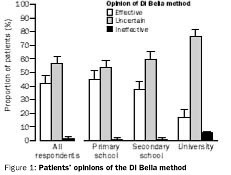 Opinion of Di Bella method
Effective
Uncertain
Ineffective
Proportion of patients (%)
100
90
80
70
60
50
40
30
20
10
0
All respondents
Primary school
Secondary school
University
Figure 1: Patients' opinions of the Di Bella method